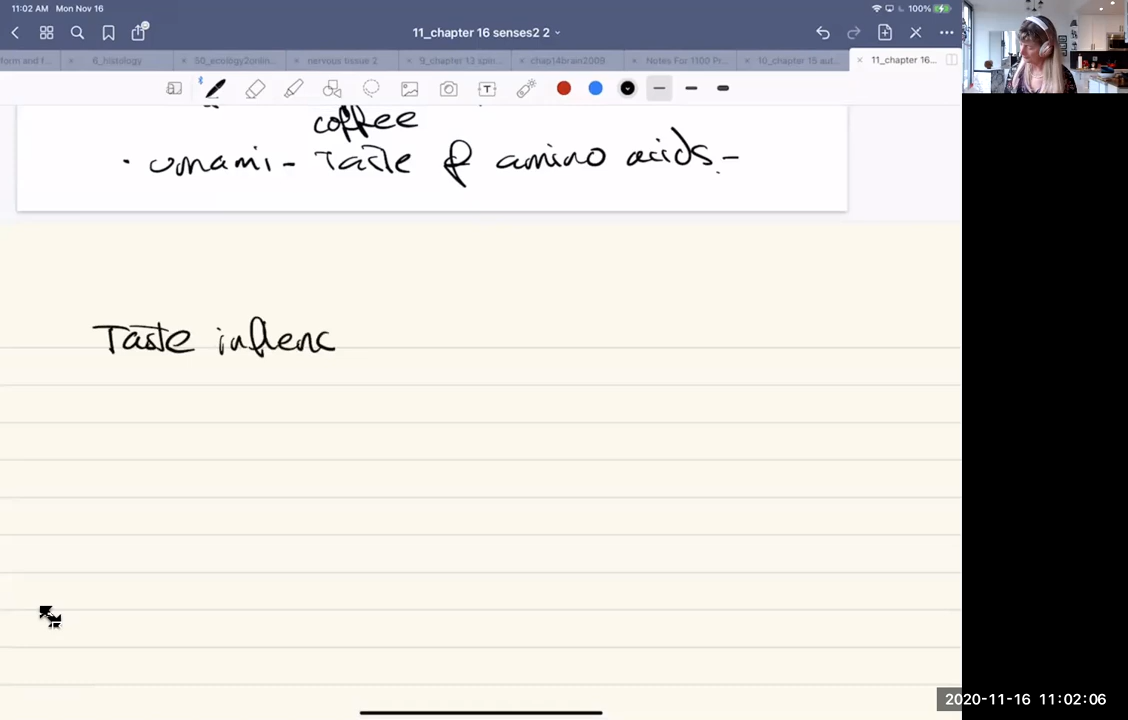 11:02 AM Mon Nov 16
100%
11_chapter 16 senses2 2
6_histology
50_ecology2onlin...
nervous tissue 2
9_chapter 13 spin...
chap14brain2009
Notes For 1100 Pr...
10_chapter 15 aut...
11_chapter 16...
coffee
· umami - Taste of amino acids -
Taste influenc
2020-11-16 11:02:06